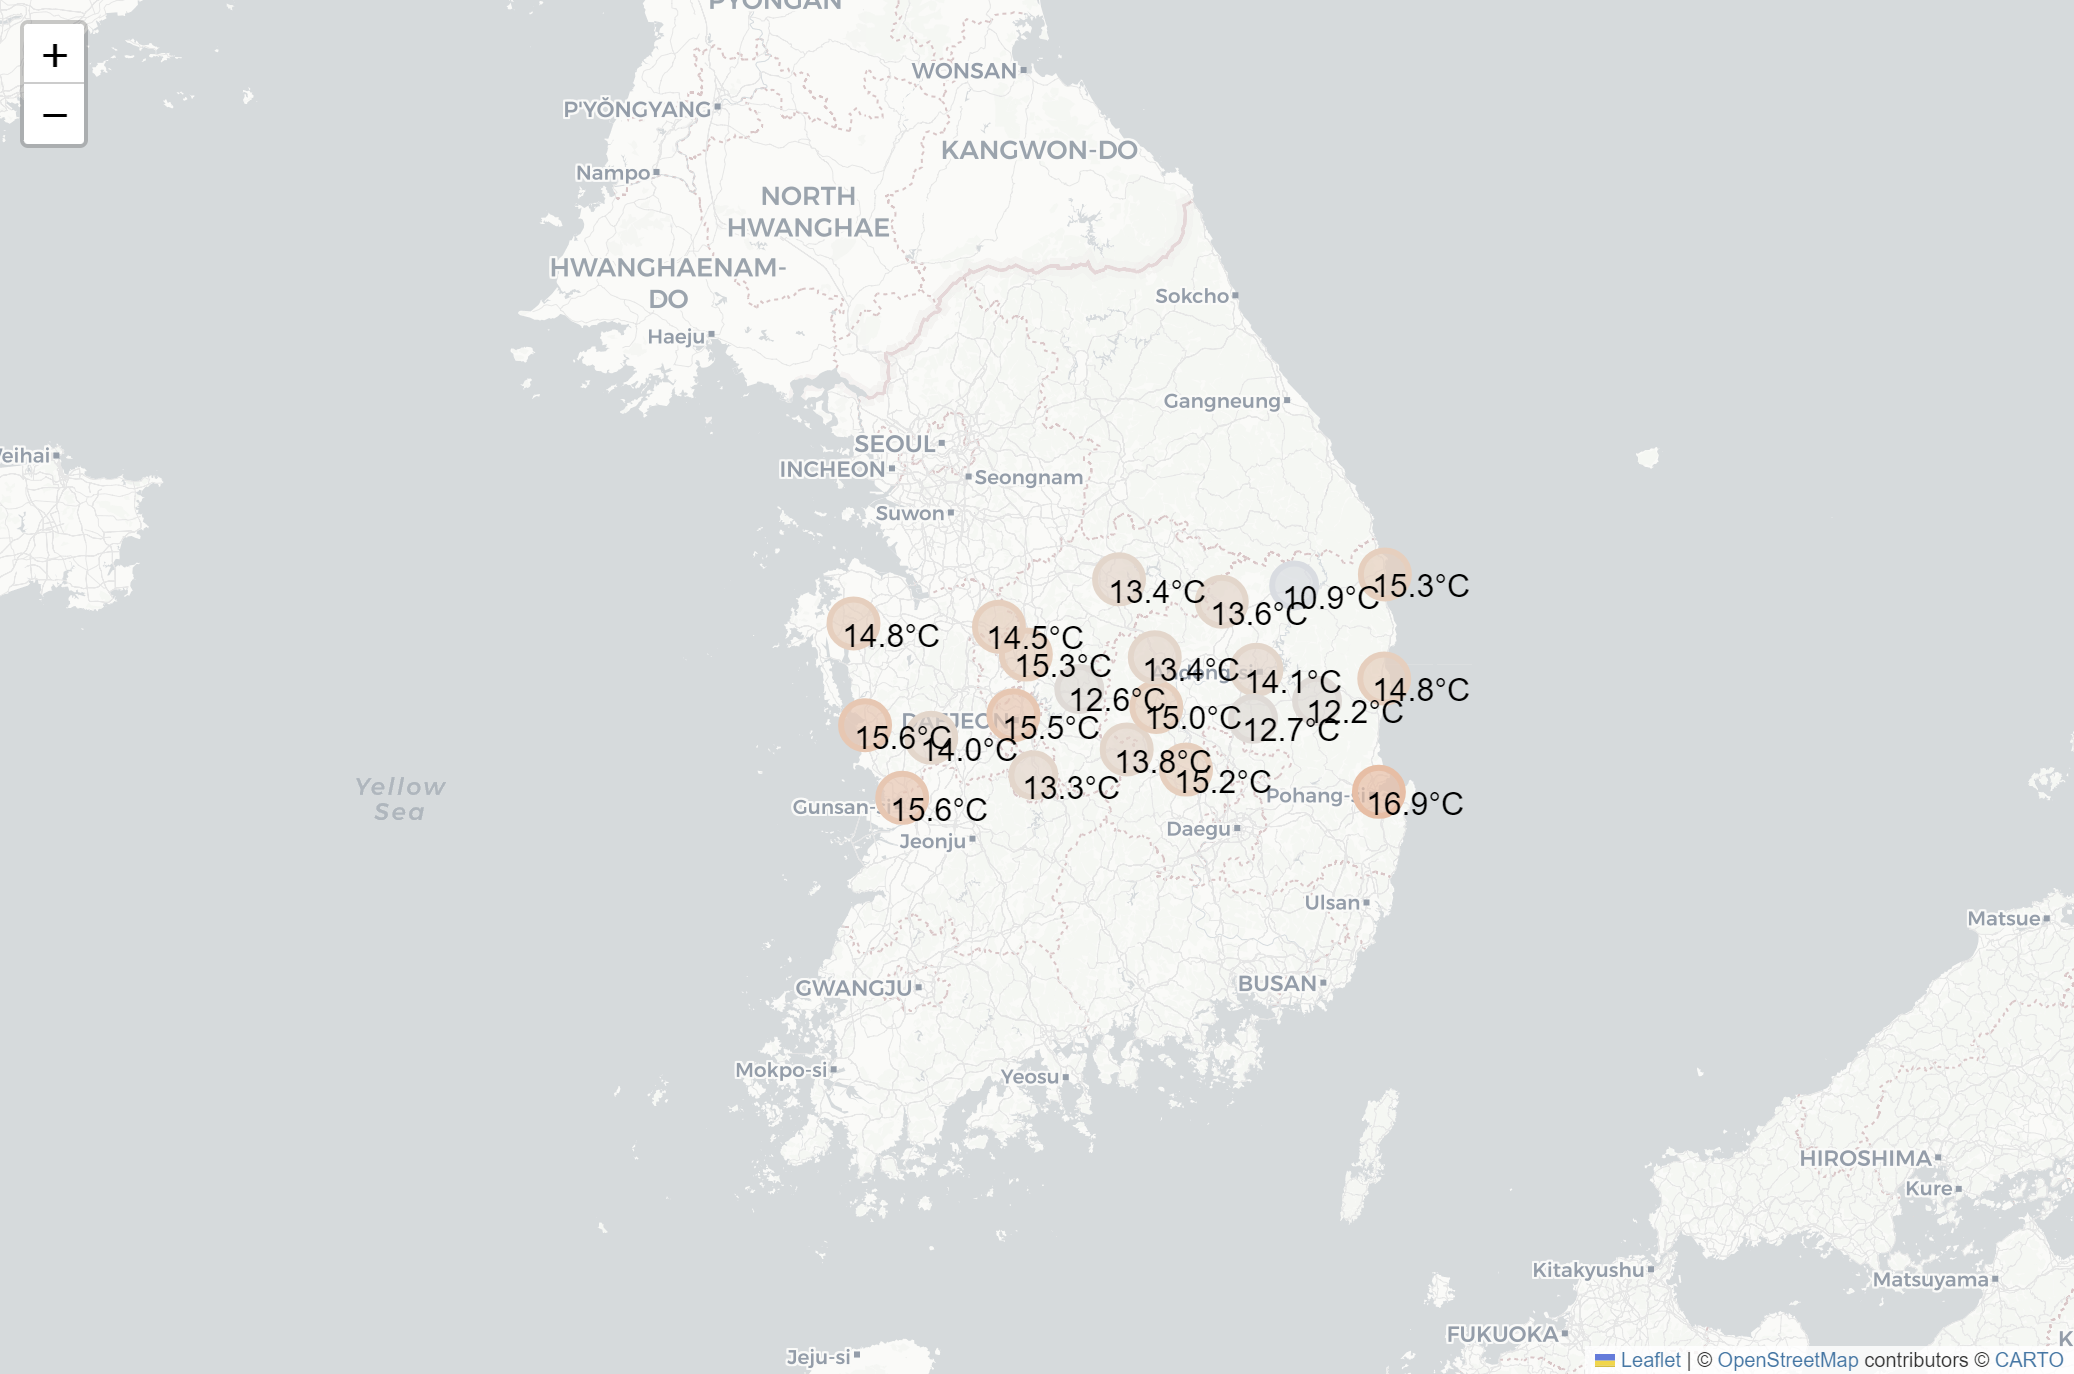 PYONGAN
+
−
WONSAN
P'YŎNGYANG
KANGWON-DO
Nampo
NORTH
HWANGHAE
HWANGHAENAM-
DO
Sokcho
Haeju
Gangneung
SEOUL
INCHEON
Seongnam
Suwon
13.4°C
13.6°C
10.9°C
15.3°C
14.8°C
14.5°C
15.3°C
13.4°C
14.1°C
14.8°C
12.6°C
15.0°C
12.7°C
12.2°C
DAEJEON
15.5°C
15.6°C
14.0°C
13.8°C
15.2°C
13.3°C
Yellow
Sea
15.6°C
16.9°C
Daegu
Jeonju
Ulsan
Matsue
BUSAN
GWANGJU
Mokpo-si
Yeosu
HIROSHIMA
Kure
Kitakyushu
Matsuyama
FUKUOKA
Jeju-si
Leaflet | © OpenStreetMap contributors © CARTO